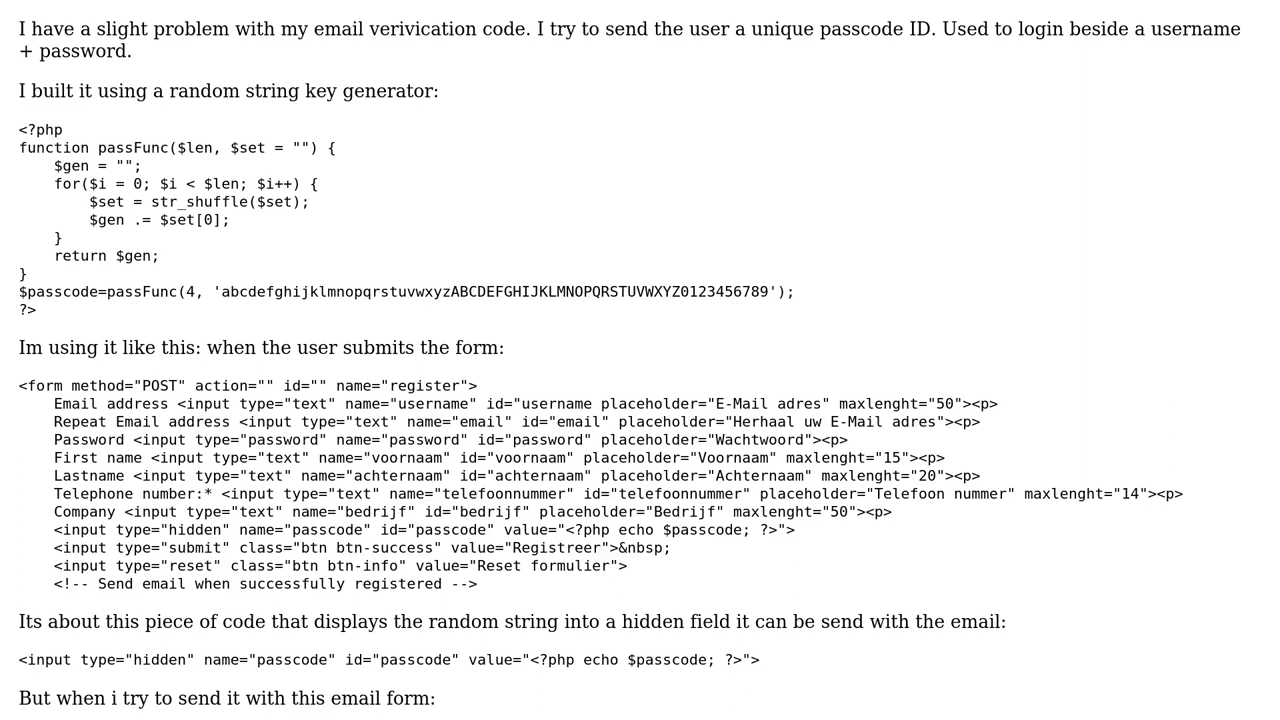 I have a slight problem with my email verivication code. I try to send the user a unique passcode ID. Used to login beside a username
+ password.
I built it using a random string key generator:
<?php
function passFunc($len, $set = "") {
    $gen = "";
    for($i = 0; $i < $len; $i++) {
        $set = str_shuffle($set);
        $gen .= $set[0];
    }
    return $gen;
}
$passcode=passFunc(4, 'abcdefghijklmnopqrstuvwxyzABCDEFGHIJKLMNOPQRSTUVWXYZ0123456789');
?>
Im using it like this: when the user submits the form:
<form method="POST" action="" id="" name="register">
    Email address <input type="text" name="username" id="username placeholder="E-Mail adres" maxlenght="50"><p>
    Repeat Email address <input type="text" name="email" id="email" placeholder="Herhaal uw E-Mail adres"><p>
    Password <input type="password" name="password" id="password" placeholder="Wachtwoord"><p>
    First name <input type="text" name="voornaam" id="voornaam" placeholder="Voornaam" maxlenght="15"><p>
    Lastname <input type="text" name="achternaam" id="achternaam" placeholder="Achternaam" maxlenght="20"><p>
    Telephone number:* <input type="text" name="telefoonnummer" id="telefoonnummer" placeholder="Telefoon nummer" maxlenght="14"><p>
    Company <input type="text" name="bedrijf" id="bedrijf" placeholder="Bedrijf" maxlenght="50"><p>
    <input type="hidden" name="passcode" id="passcode" value="<?php echo $passcode; ?>">
    <input type="submit" class="btn btn-success" value="Registreer">&nbsp;
    <input type="reset" class="btn btn-info" value="Reset formulier">
    <!-- Send email when successfully registered -->
Its about this piece of code that displays the random string into a hidden field it can be send with the email:
<input type="hidden" name="passcode" id="passcode" value="<?php echo $passcode; ?>">
But when i try to send it with this email form: